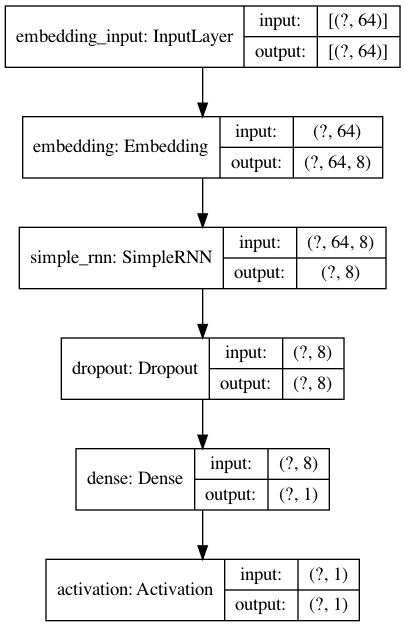 embedding_input: InputLayer
input: [(?, 64)]
output: [(?, 64)]
embedding: Embedding
input: (?, 64)
output: (?, 64, 8)
simple_rnn: SimpleRNN
input: (?, 64, 8)
output: (?, 8)
dropout: Dropout
input: (?, 8)
output: (?, 8)
dense: Dense
input: (?, 8)
output: (?, 1)
activation: Activation
input: (?, 1)
output: (?, 1)